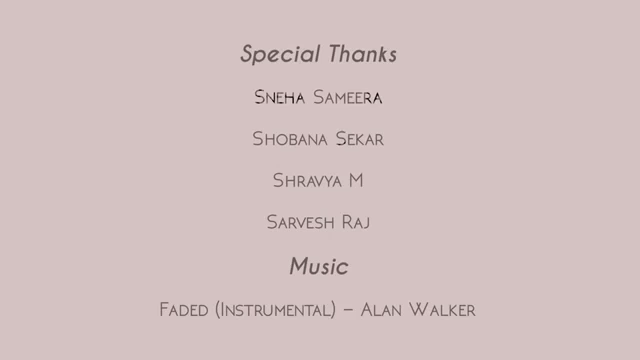 Special Thanks
Sneha Sameera
Shobana Sekar
Shravya M
Sarvesh Raj
Music
Faded (Instrumental) – Alan Walker